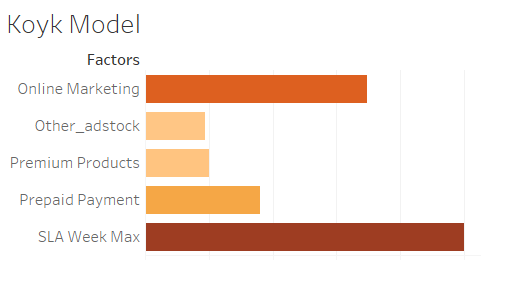 Koyk Model
Factors
Online Marketing
Other_adstock
Premium Products
Prepaid Payment
SLA Week Max